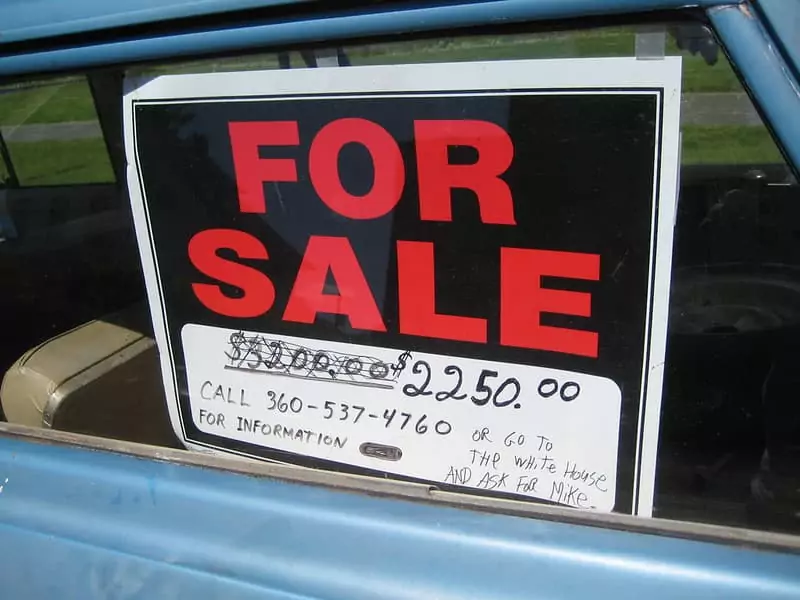 FOR
SALE
$3200.00 $2250.00
CALL 360-537-4760
FOR INFORMATION
OR GO TO
THE WHITE HOUSE
AND ASK FOR MIKE.